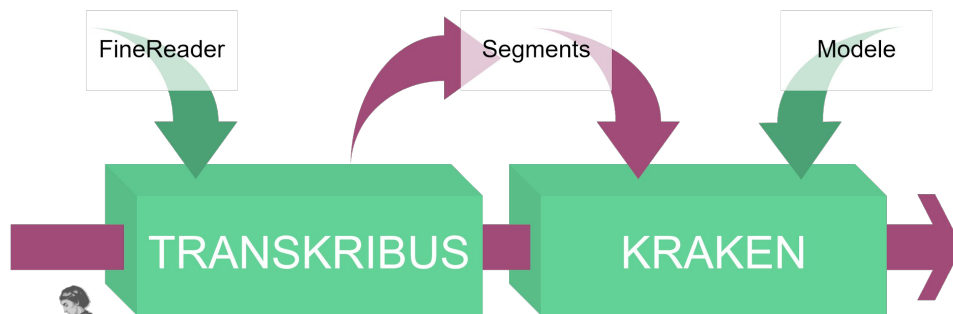 FineReader
Segments
Modele
TRANSKRIBUS
KRAKEN